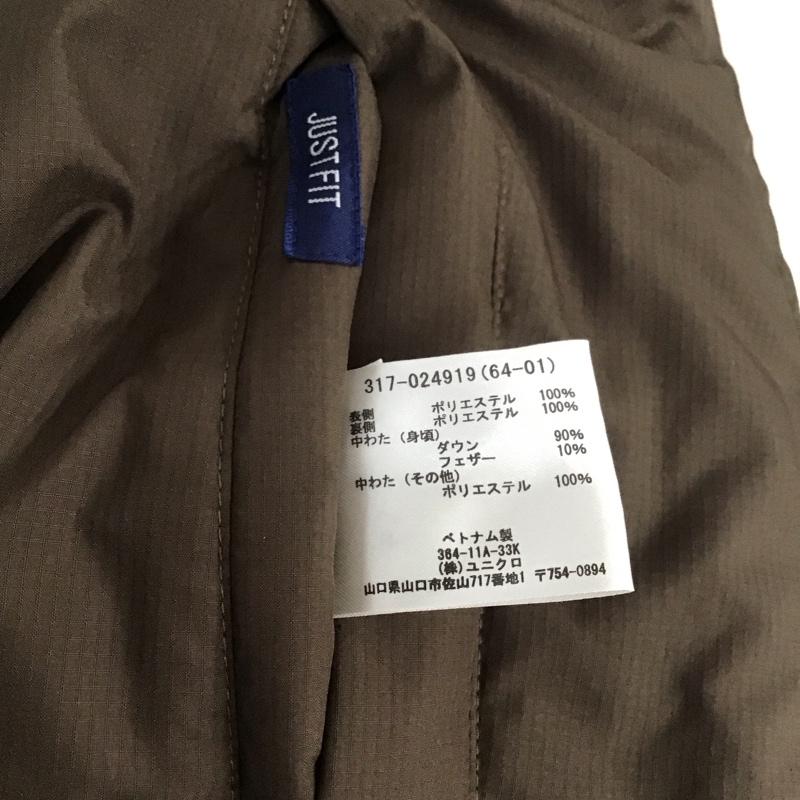 JUST FIT
317-024919(64-01)
表側 ポリエステル 100%
裏側 ポリエステル 100%
中わた(身頃)
ダウン 90%
フェザー 10%
中わた(その他)
ポリエステル 100%
ベトナム製
364-11A-33K
(株)ユニクロ
山口県山口市佐山717番地1 〒754-0894